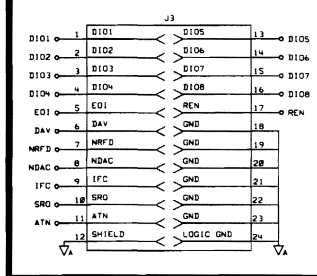 J3
DIO1 1 DIO1 DIO5 13 DIO5
DIO2 2 DIO2 DIO6 14 DIO6
DIO3 3 DIO3 DIO7 15 DIO7
DIO4 4 DIO4 DIO8 16 DIO8
EOI 5 EOI REN 17 REN
DAV 6 DAV GND 18
NRFD 7 NRFD GND 19
NDAC 8 NDAC GND 20
IFC 9 IFC GND 21
SRQ 10 SRQ GND 22
ATN 11 ATN GND 23
12 SHIELD LOGIC GND 24
A A